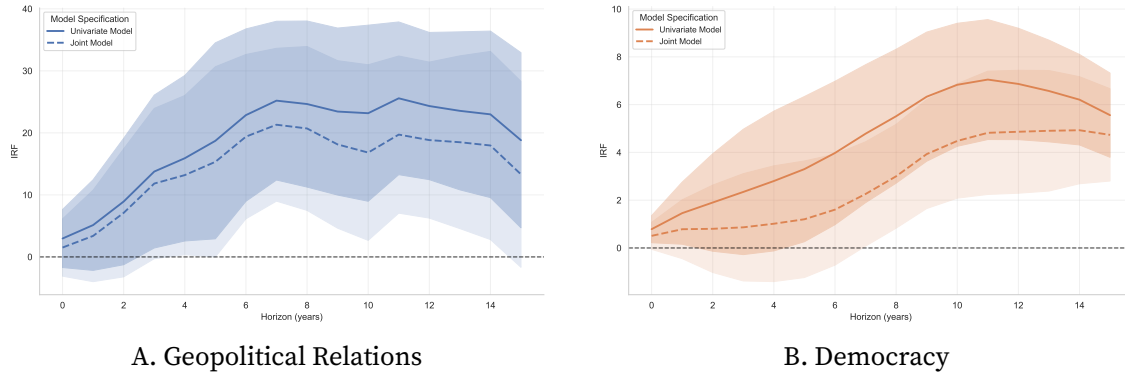 Model Specification
Univariate Model
Joint Model
IRF
40
30
20
10
0
0 2 4 6 8 10 12 14
Horizon (years)
A. Geopolitical Relations
Model Specification
Univariate Model
Joint Model
IRF
10
8
6
4
2
0
0 2 4 6 8 10 12 14
Horizon (years)
B. Democracy